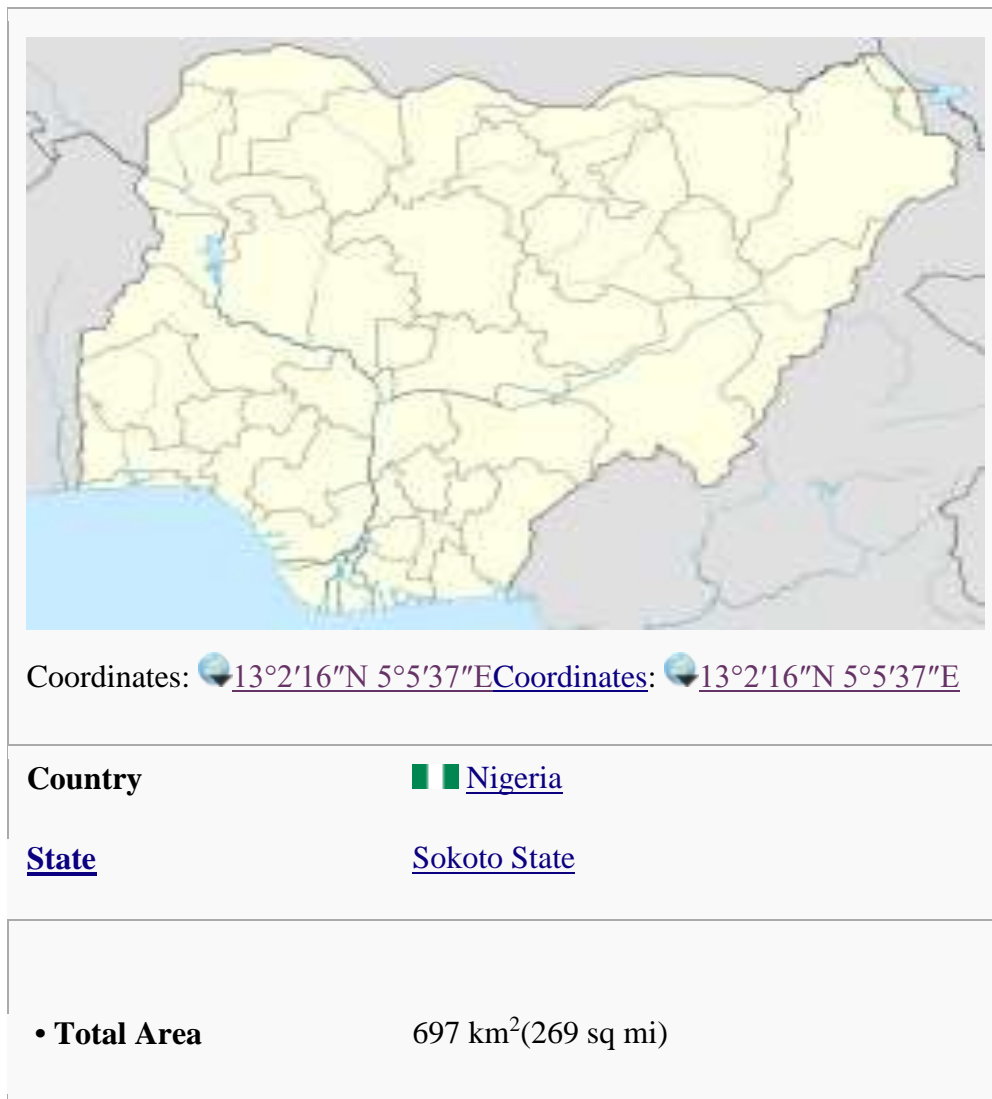 Coordinates: 13°2′16″N 5°5′37″ECoordinates: 13°2′16″N 5°5′37″E
Country Nigeria
State Sokoto State
• Total Area 697 km²(269 sq mi)